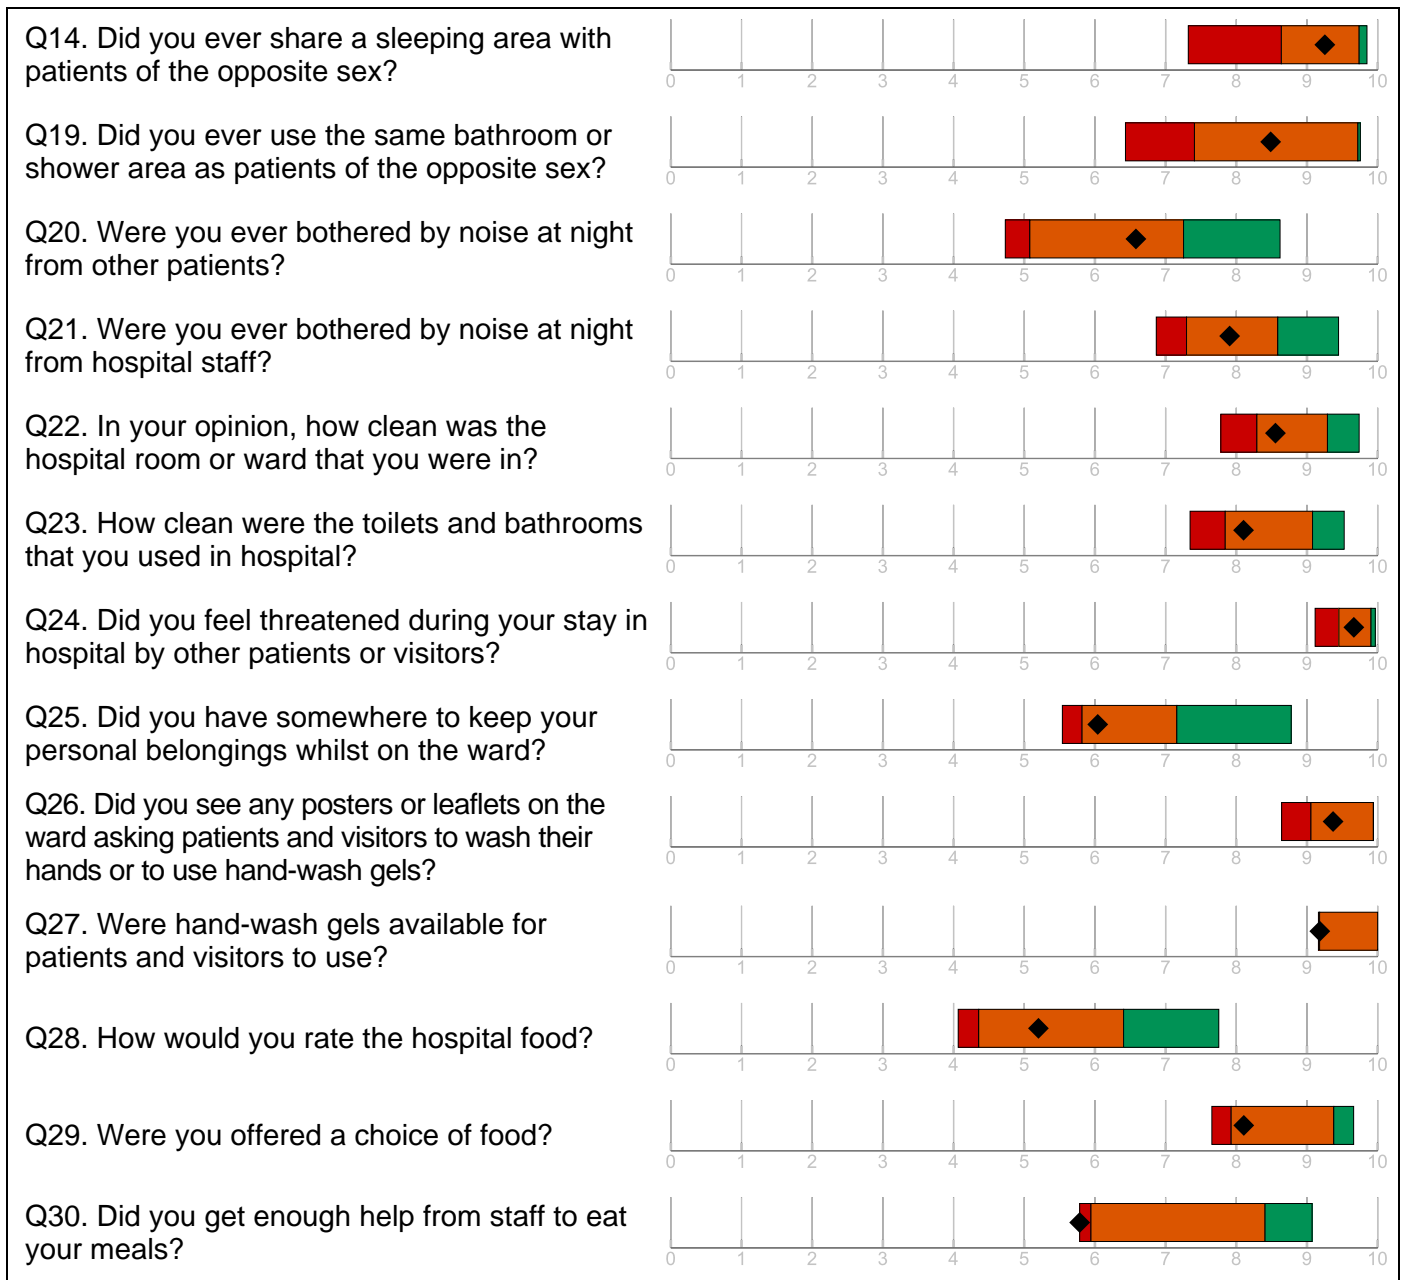 Q14. Did you ever share a sleeping area with
patients of the opposite sex?
0 1 2 3 4 5 6 7 8 9 10
Q19. Did you ever use the same bathroom or
shower area as patients of the opposite sex?
0 1 2 3 4 5 6 7 8 9 10
Q20. Were you ever bothered by noise at night
from other patients?
0 1 2 3 4 5 6 7 8 9 10
Q21. Were you ever bothered by noise at night
from hospital staff?
0 1 2 3 4 5 6 7 8 9 10
Q22. In your opinion, how clean was the
hospital room or ward that you were in?
0 1 2 3 4 5 6 7 8 9 10
Q23. How clean were the toilets and bathrooms
that you used in hospital?
0 1 2 3 4 5 6 7 8 9 10
Q24. Did you feel threatened during your stay in
hospital by other patients or visitors?
0 1 2 3 4 5 6 7 8 9 10
Q25. Did you have somewhere to keep your
personal belongings whilst on the ward?
0 1 2 3 4 5 6 7 8 9 10
Q26. Did you see any posters or leaflets on the
ward asking patients and visitors to wash their
hands or to use hand-wash gels?
0 1 2 3 4 5 6 7 8 9 10
Q27. Were hand-wash gels available for
patients and visitors to use?
0 1 2 3 4 5 6 7 8 9 10
Q28. How would you rate the hospital food?
0 1 2 3 4 5 6 7 8 9 10
Q29. Were you offered a choice of food?
0 1 2 3 4 5 6 7 8 9 10
Q30. Did you get enough help from staff to eat
your meals?
0 1 2 3 4 5 6 7 8 9 10